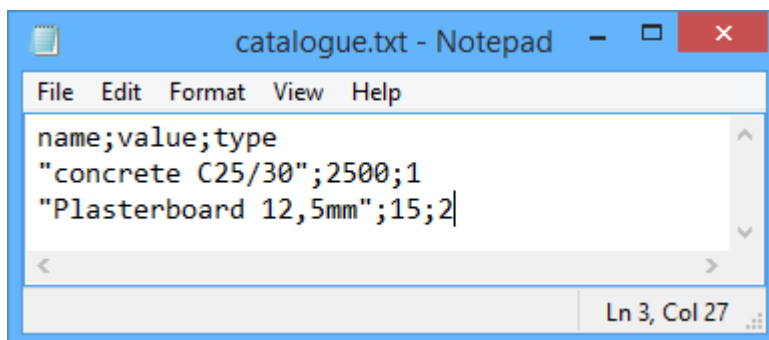 catalogue.txt - Notepad
File Edit Format View Help
name;value;type
"concrete C25/30";2500;1
"Plasterboard 12,5mm";15;2
Ln 3, Col 27